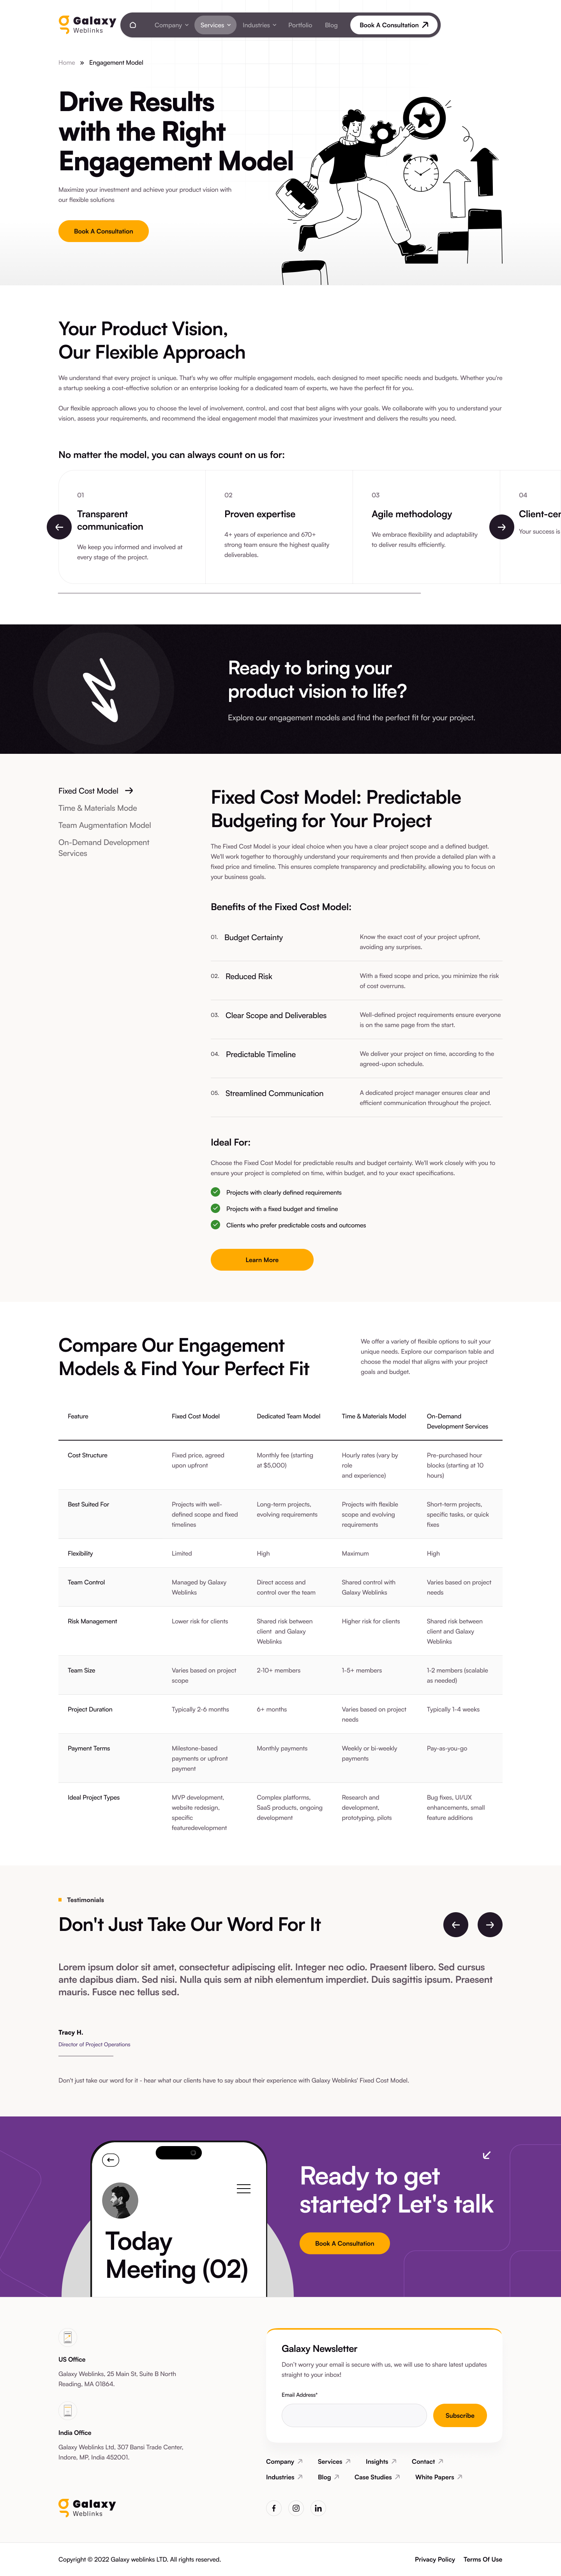 Galaxy
Weblinks
Company
Services
Industries
Portfolio
Blog
Book A Consultation
Home » Engagement Model
Drive Results
with the Right
Engagement Model
Maximize your investment and achieve your product vision with
our flexible solutions
Book A Consultation
Your Product Vision,
Our Flexible Approach
We understand that every project is unique. That's why we offer multiple engagement models, each designed to meet specific needs and budgets. Whether you're
a startup seeking a cost-effective solution or an enterprise looking for a dedicated team of experts, we have the perfect fit for you.
Our flexible approach allows you to choose the level of involvement, control, and cost that best aligns with your goals. We collaborate with you to understand your
vision, assess your requirements, and recommend the ideal engagement model that maximizes your investment and delivers the results you need.
No matter the model, you can always count on us for:
01
Transparent
communication
We keep you informed and involved at
every stage of the project.
02
Proven expertise
4+ years of experience and 670+
strong team ensure the highest quality
deliverables.
03
Agile methodology
We embrace flexibility and adaptability
to deliver results efficiently.
04
Client-cer
Your success is
Ready to bring your
product vision to life?
Explore our engagement models and find the perfect fit for your project.
Fixed Cost Model
Time & Materials Mode
Team Augmentation Model
On-Demand Development
Services
Fixed Cost Model: Predictable
Budgeting for Your Project
The Fixed Cost Model is your ideal choice when you have a clear project scope and a defined budget.
We'll work together to thoroughly understand your requirements and then provide a detailed plan with a
fixed price and timeline. This ensures complete transparency and predictability, allowing you to focus on
your business goals.
Benefits of the Fixed Cost Model:
01. Budget Certainty
Know the exact cost of your project upfront,
avoiding any surprises.
02. Reduced Risk
With a fixed scope and price, you minimize the risk
of cost overruns.
03. Clear Scope and Deliverables
Well-defined project requirements ensure everyone
is on the same page from the start.
04. Predictable Timeline
We deliver your project on time, according to the
agreed-upon schedule.
05. Streamlined Communication
A dedicated project manager ensures clear and
efficient communication throughout the project.
Ideal For:
Choose the Fixed Cost Model for predictable results and budget certainty. We'll work closely with you to
ensure your project is completed on time, within budget, and to your exact specifications.
Projects with clearly defined requirements
Projects with a fixed budget and timeline
Clients who prefer predictable costs and outcomes
Learn More
Compare Our Engagement
Models & Find Your Perfect Fit
We offer a variety of flexible options to suit your
unique needs, Explore our comparison table and
choose the model that aligns with your project
goals and budget.
Feature
Fixed Cost Model
Dedicated Team Model
Time & Materials Model
On-Demand
Development Services
Cost Structure
Fixed price, agreed
upon upfront
Monthly fee (starting
at $5,000)
Hourly rates (vary by
role
and experience)
Pre-purchased hour
blocks (starting at 10
hours)
Best Suited For
Projects with well-
defined scope and fixed
timelines
Long-term projects,
evolving requirements
Projects with flexible
scope and evolving
requirements
Short-term projects,
specific tasks, or quick
fixes
Flexibility
Limited
High
Maximum
High
Team Control
Managed by Galaxy
Weblinks
Direct access and
control over the team
Shared control with
Galaxy Weblinks
Varies based on project
needs
Risk Management
Lower risk for clients
Shared risk between
client and Galaxy
Weblinks
Higher risk for clients
Shared risk between
client and Galaxy
Weblinks
Team Size
Varies based on project
scope
2-10+ members
1-5+ members
1-2 members (scalable
as needed)
Project Duration
Typically 2-6 months
6+ months
Varies based on project
needs
Typically 1-4 weeks
Payment Terms
Milestone-based
payments or upfront
payment
Monthly payments
Weekly or bi-weekly
payments
Pay-as-you-go
Ideal Project Types
MVP development,
website redesign,
specific
featuredevelopment
Complex platforms,
SaaS products, ongoing
development
Research and
development,
prototyping, pilots
Bug fixes, UI/UX
enhancements, small
feature additions
Testimonials
Don't Just Take Our Word For It
Lorem ipsum dolor sit amet, consectetur adipiscing elit. Integer nec odio. Praesent libero. Sed cursus
ante dapibus diam. Sed nisi. Nulla quis sem at nibh elementum imperdiet. Duis sagittis ipsum. Praesent
mauris. Fusce nec tellus sed.
Tracy H.
Director of Project Operations
Don't just take our word for it - hear what our clients have to say about their experience with Galaxy Weblinks' Fixed Cost Model.
Today
Meeting (02)
Ready to get
started? Let's talk
Book A Consultation
US Office
Galaxy Weblinks, 25 Main St, Suite B North
Reading, MA 01864.
India Office
Galaxy Weblinks Ltd, 307 Bansi Trade Center,
Indore, MP, India 452001.
Galaxy Newsletter
Don't worry your email is secure with us, we will use to share latest updates
straight to your inbox!
Email Address*
Subscribe
Company
Services
Insights
Contact
Industries
Blog
Case Studies
White Papers
Galaxy
Weblinks
Copyright © 2022 Galaxy weblinks LTD. All rights reserved.
Privacy Policy
Terms Of Use